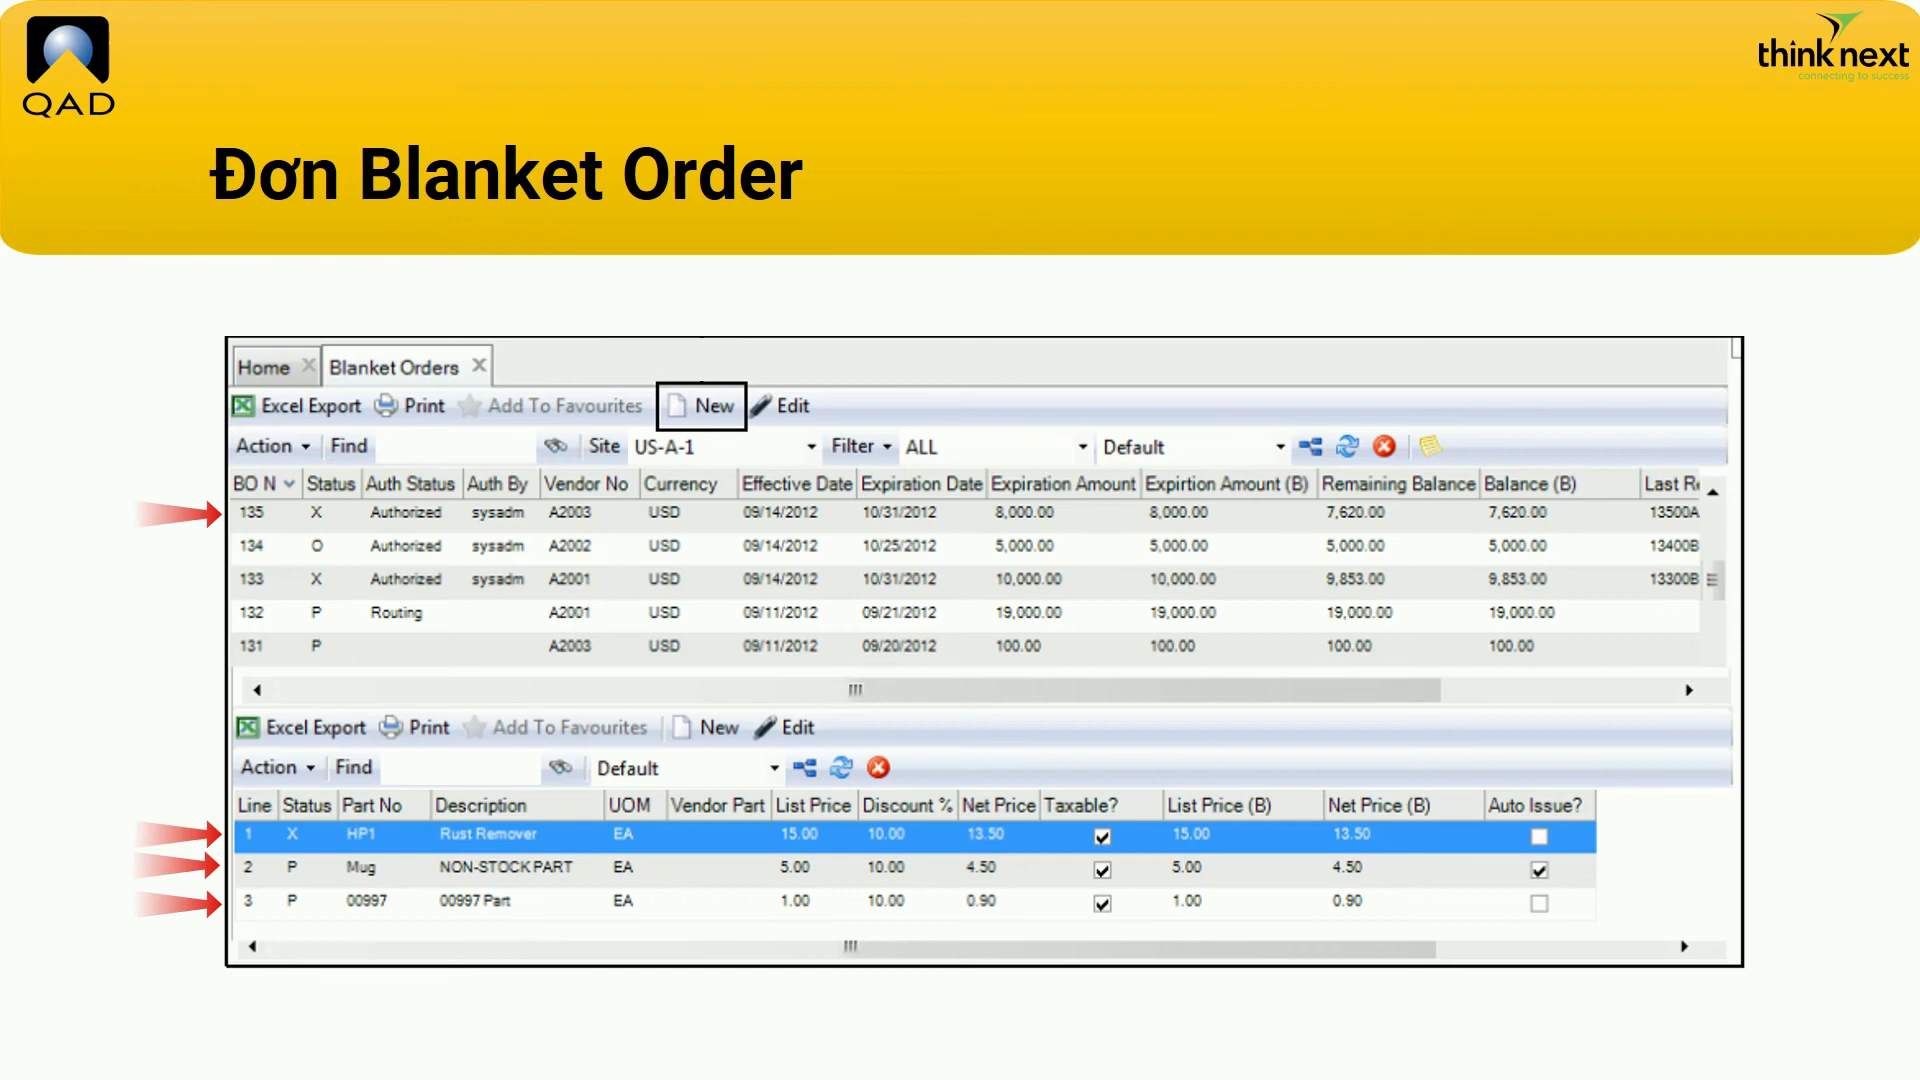 QAD
think next
connecting to success
Đơn Blanket Order
Home Blanket Orders
Excel Export Print Add To Favourites New Edit
Action Find Site US-A-1 Filter ALL Default
BO N Status Auth Status Auth By Vendor No Currency Effective Date Expiration Date Expiration Amount Expirtion Amount (B) Remaining Balance Balance (B) Last Re
135 X Authorized sysadm A2003 USD 09/14/2012 10/31/2012 8,000.00 8,000.00 7,620.00 7,620.00 13500A
134 O Authorized sysadm A2002 USD 09/14/2012 10/25/2012 5,000.00 5,000.00 5,000.00 5,000.00 13400B
133 X Authorized sysadm A2001 USD 09/14/2012 10/31/2012 10,000.00 10,000.00 9,853.00 9,853.00 13300B
132 P Routing A2001 USD 09/11/2012 09/21/2012 19,000.00 19,000.00 19,000.00 19,000.00
131 P A2003 USD 09/11/2012 09/20/2012 100.00 100.00 100.00 100.00
Excel Export Print Add To Favourites New Edit
Action Find Default
Line Status Part No Description UOM Vendor Part List Price Discount % Net Price Taxable? List Price (B) Net Price (B) Auto Issue?
1 X HP1 Rust Remover EA 15.00 10.00 13.50 15.00 13.50
2 P Mug NON-STOCK PART EA 5.00 10.00 4.50 5.00 4.50
3 P 00997 00997 Part EA 1.00 10.00 0.90 1.00 0.90